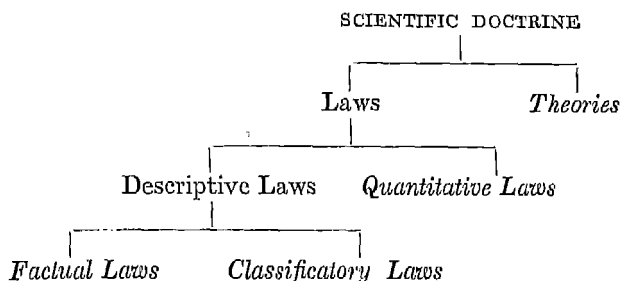 SCIENTIFIC DOCTRINE
Laws Theories
Descriptive Laws Quantitative Laws
Factual Laws Classificatory Laws